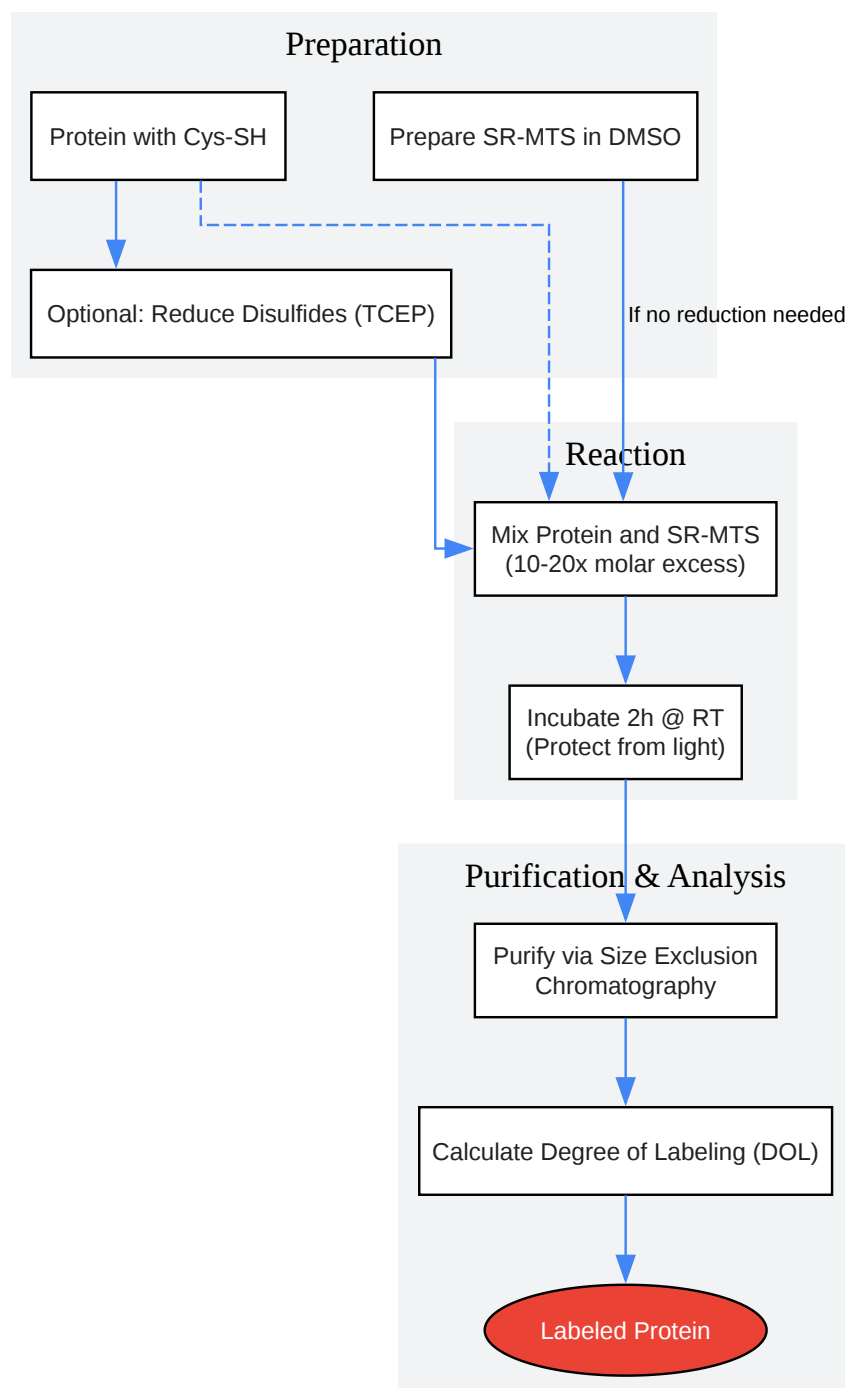 Preparation
Protein with Cys-SH
Prepare SR-MTS in DMSO
Optional: Reduce Disulfides (TCEP)
If no reduction needed
Reaction
Mix Protein and SR-MTS
(10-20x molar excess)
Incubate 2h @ RT
(Protect from light)
Purification & Analysis
Purify via Size Exclusion
Chromatography
Calculate Degree of Labeling (DOL)
Labeled Protein